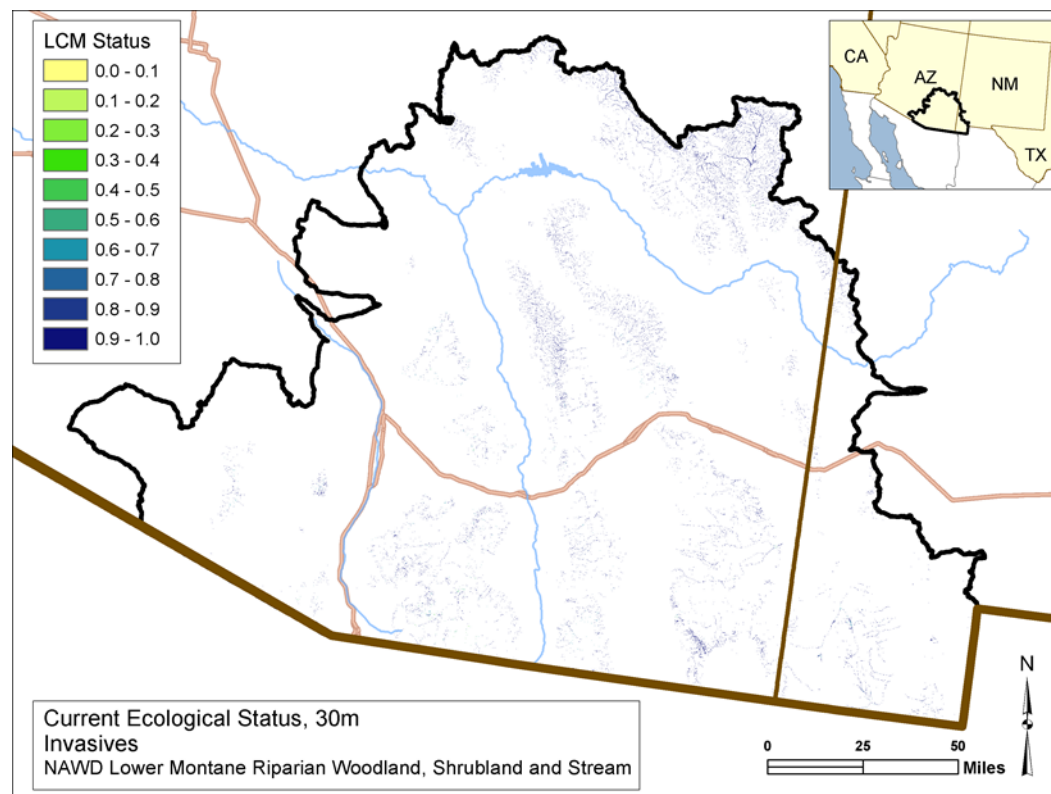 LCM Status
0.0 - 0.1
0.1 - 0.2
0.2 - 0.3
0.3 - 0.4
0.4 - 0.5
0.5 - 0.6
0.6 - 0.7
0.7 - 0.8
0.8 - 0.9
0.9 - 1.0
CA
AZ
NM
TX
Current Ecological Status, 30m
Invasives
NAWD Lower Montane Riparian Woodland, Shrubland and Stream
N
0 25 50
Miles